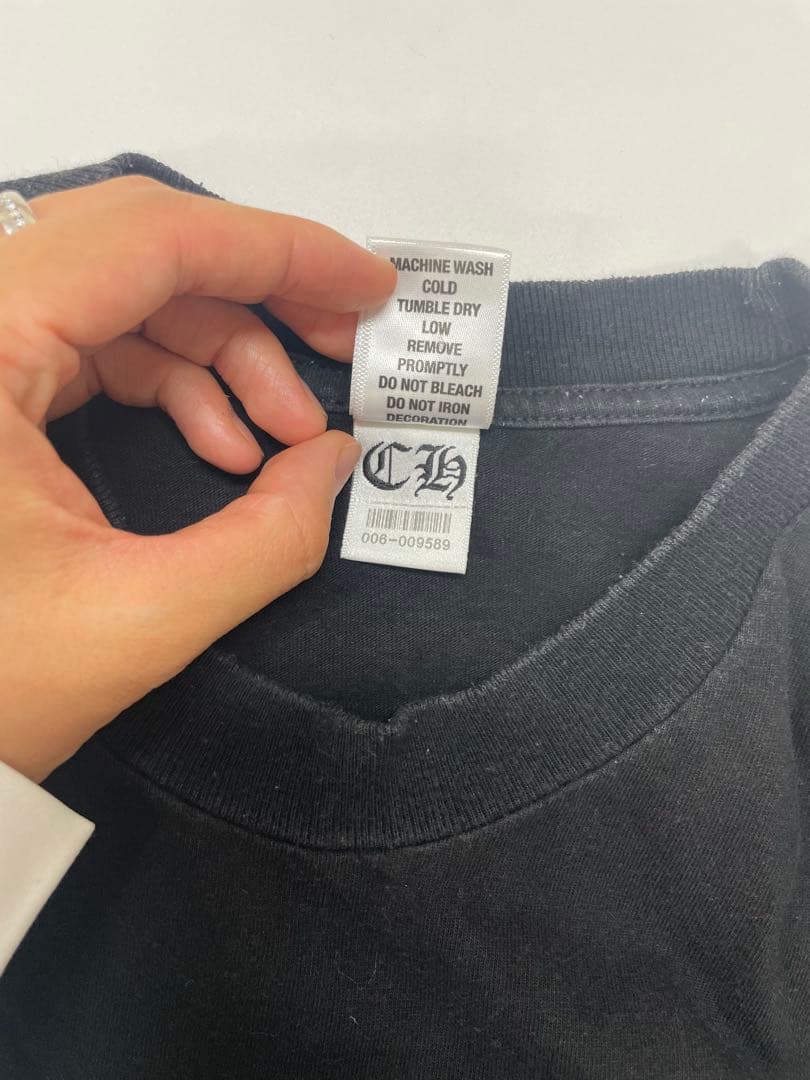 MACHINE WASH
COLD
TUMBLE DRY
LOW
REMOVE
PROMPTLY
DO NOT BLEACH
DO NOT IRON
DECORATION
CH
006-009589